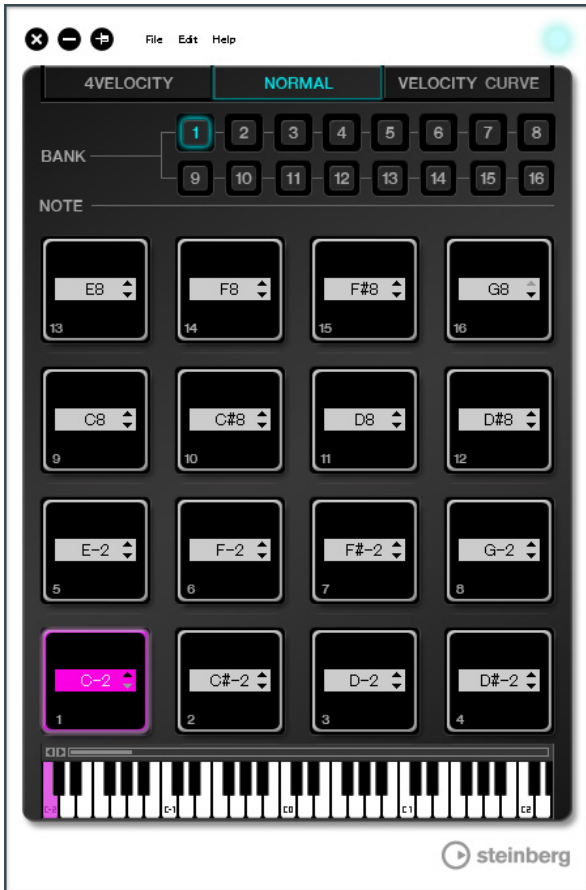 File Edit Help
4VELOCITY NORMAL VELOCITY CURVE
1 2 3 4 5 6 7 8
BANK
9 10 11 12 13 14 15 16
NOTE
E8 F8 F#8 G8
13 14 15 16
C8 C#8 D8 D#8
9 10 11 12
E-2 F-2 F#-2 G-2
5 6 7 8
C-2 C#-2 D-2 D#-2
1 2 3 4
C-2 C-1 C0 C1 C2
steinberg